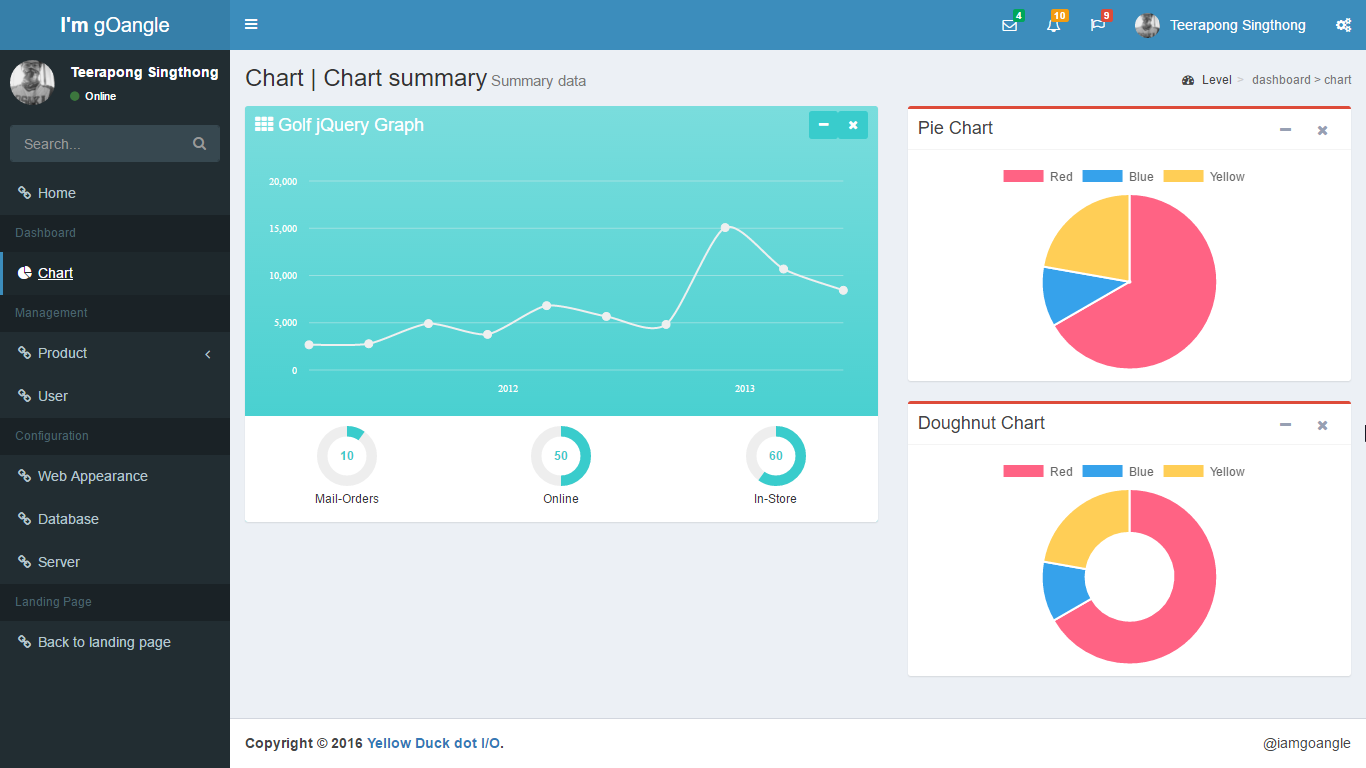 I'm gOangle
4
10
9
Teerapong Singthong
Teerapong Singthong
Online
Search...
Home
Dashboard
Chart
Management
Product
User
Configuration
Web Appearance
Database
Server
Landing Page
Back to landing page
Chart | Chart summary Summary data
Level > dashboard > chart
Golf jQuery Graph
20,000
15,000
10,000
5,000
0
2012
2013
10
50
60
Mail-Orders
Online
In-Store
Pie Chart
Red
Blue
Yellow
Doughnut Chart
Red
Blue
Yellow
Copyright © 2016 Yellow Duck dot I/O.
@iamgoangle